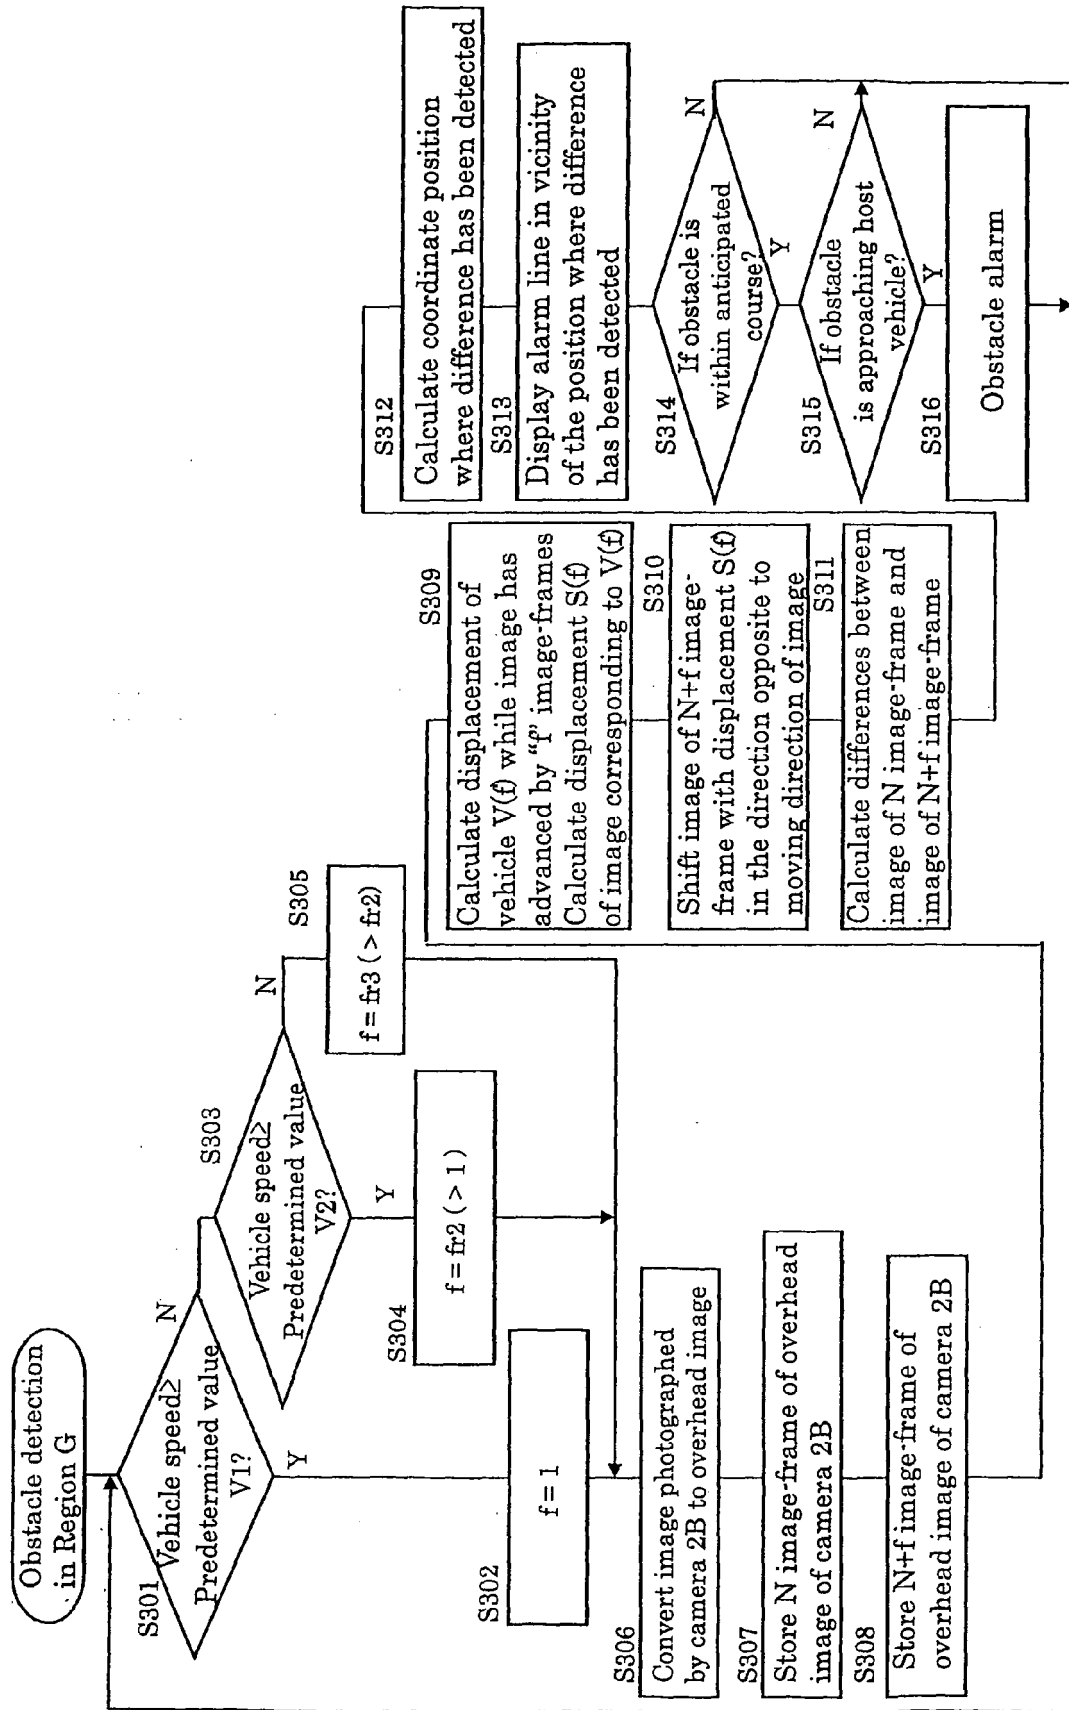 Obstacle detection
in Region G
S301
Vehicle speed≥
Predetermined value
V1?
N
Y
S303
Vehicle speed≥
Predetermined value
V2?
N
Y
S305
f = fr3 ( > fr2)
S304
f = fr2 ( > 1 )
S302
f = 1
S306
Convert image photographed
by camera 2B to overhead image
S307
Store N image-frame of overhead
image of camera 2B
S308
Store N+f image-frame of
overhead image of camera 2B
S309
Calculate displacement of
vehicle V(f) while image has
advanced by "f" image-frames
Calculate displacement S(f)
of image corresponding to V(f)
S310
Shift image of N+f image-
frame with displacement S(f)
in the direction opposite to
moving direction of image
S311
Calculate differences between
image of N image-frame and
image of N+f image-frame
S312
Calculate coordinate position
where difference has been detected
S313
Display alarm line in vicinity
of the position where difference
has been detected
S314
If obstacle is
within anticipated
course?
N
Y
S315
If obstacle
is approaching host
vehicle?
N
Y
S316
Obstacle alarm